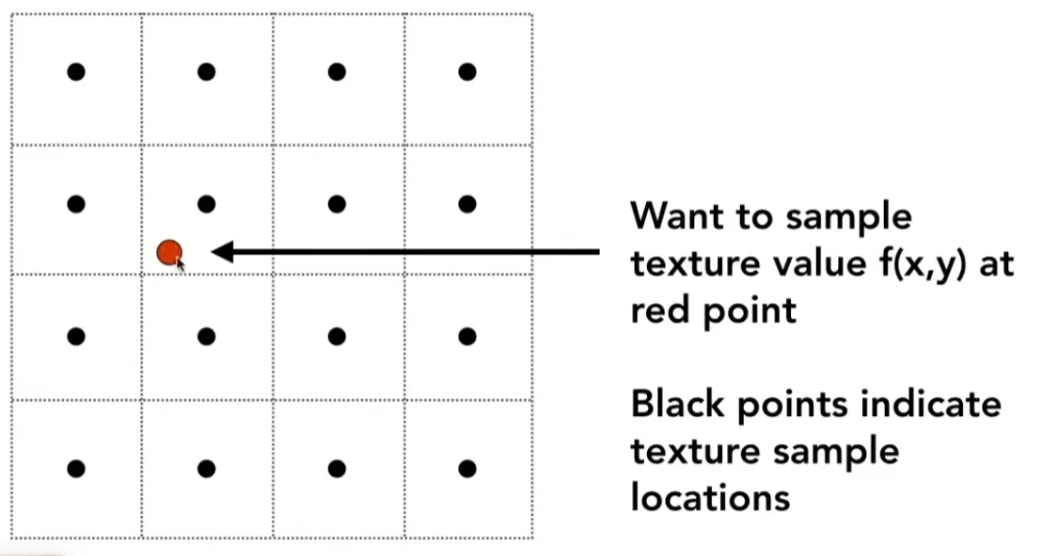 Want to sample
texture value f(x,y) at
red point
Black points indicate
texture sample
locations